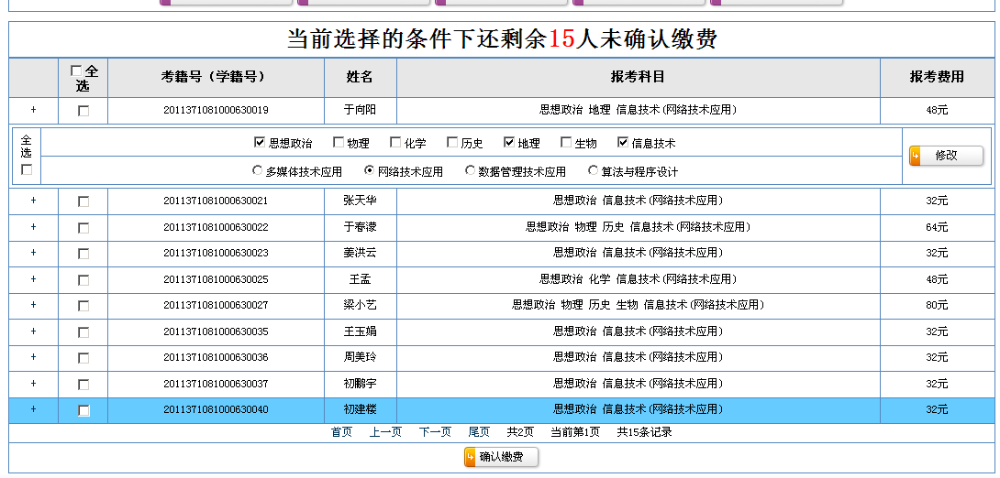 当前选择的条件下还剩余15人未确认缴费
全选 考籍号（学籍号） 姓名 报考科目 报考费用
+ 2011371081000630019 于向阳 思想政治 地理 信息技术(网络技术应用) 48元
全选 思想政治 物理 化学 历史 地理 生物 信息技术 修改
多媒体技术应用 网络技术应用 数据管理技术应用 算法与程序设计
+ 2011371081000630021 张天华 思想政治 信息技术(网络技术应用) 32元
+ 2011371081000630022 于春濛 思想政治 物理 历史 信息技术(网络技术应用) 64元
+ 2011371081000630023 姜洪云 思想政治 信息技术(网络技术应用) 32元
+ 2011371081000630025 王孟 思想政治 化学 信息技术(网络技术应用) 48元
+ 2011371081000630027 梁小艺 思想政治 物理 历史 生物 信息技术(网络技术应用) 80元
+ 2011371081000630035 王玉娟 思想政治 信息技术(网络技术应用) 32元
+ 2011371081000630036 周美玲 思想政治 信息技术(网络技术应用) 32元
+ 2011371081000630037 初鹏宇 思想政治 信息技术(网络技术应用) 32元
+ 2011371081000630040 初建楼 思想政治 信息技术(网络技术应用) 32元
首页 上一页 下一页 尾页 共2页 当前第1页 共15条记录
确认缴费